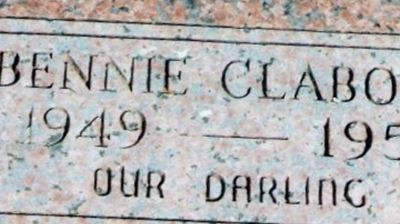 BENNIE CLABO
1949 — 195
OUR DARLING